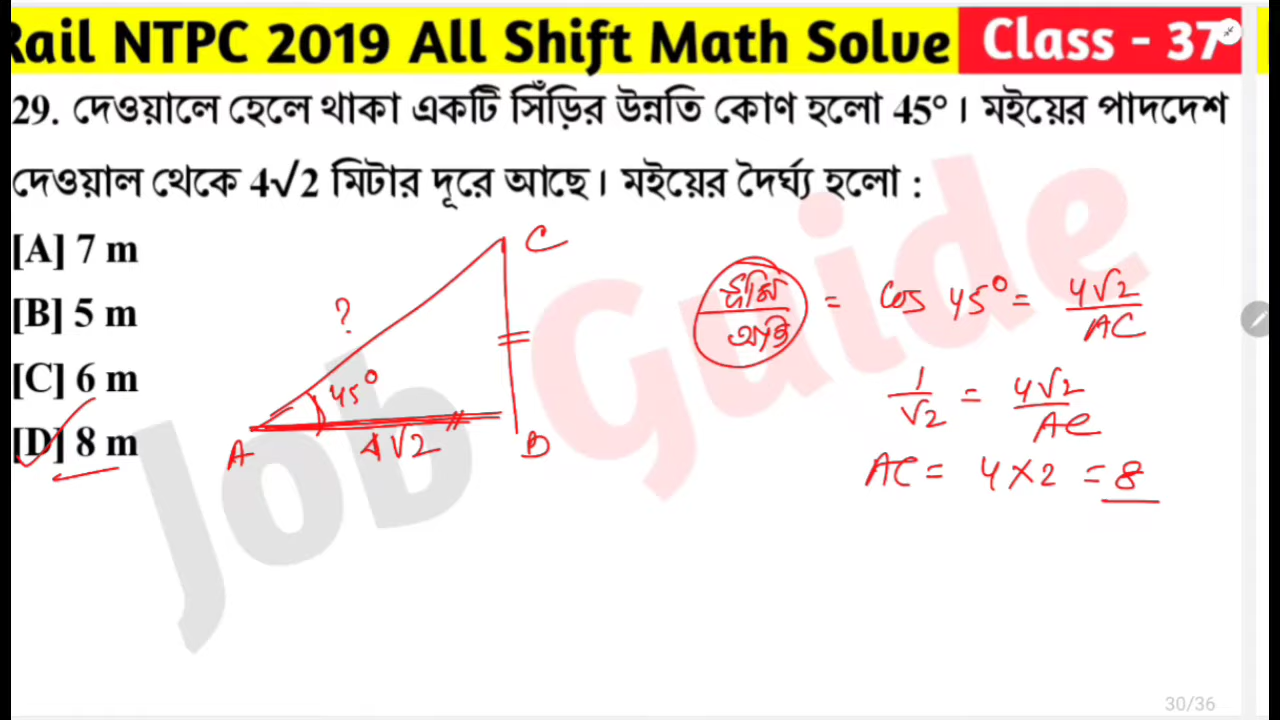 Rail NTPC 2019 All Shift Math Solve Class - 37
29. দেওয়ালে হেলে থাকা একটি সিঁড়ির উন্নতি কোণ হলো 45° । মইয়ের পাদদেশ
দেওয়াল থেকে 4√2 মিটার দূরে আছে। মইয়ের দৈর্ঘ্য হলো :
[A] 7 m
[B] 5 m
[C] 6 m
[D] 8 m
C
?
45°
A
4√2
B
ভূমি
অতি
= cos 45° = 4√2
AC
1
√2
= 4√2
AC
AC = 4 × 2 = 8
Job Guide
30/36